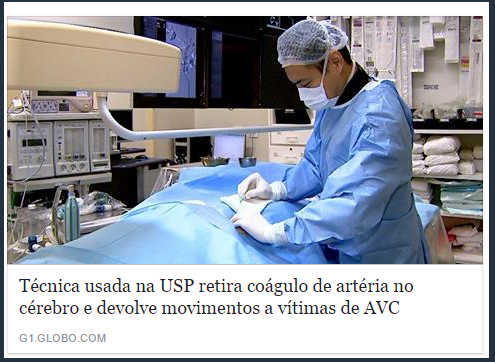 Técnica usada na USP retira coágulo de artéria no
cérebro e devolve movimentos a vítimas de AVC
G1.GLOBO.COM